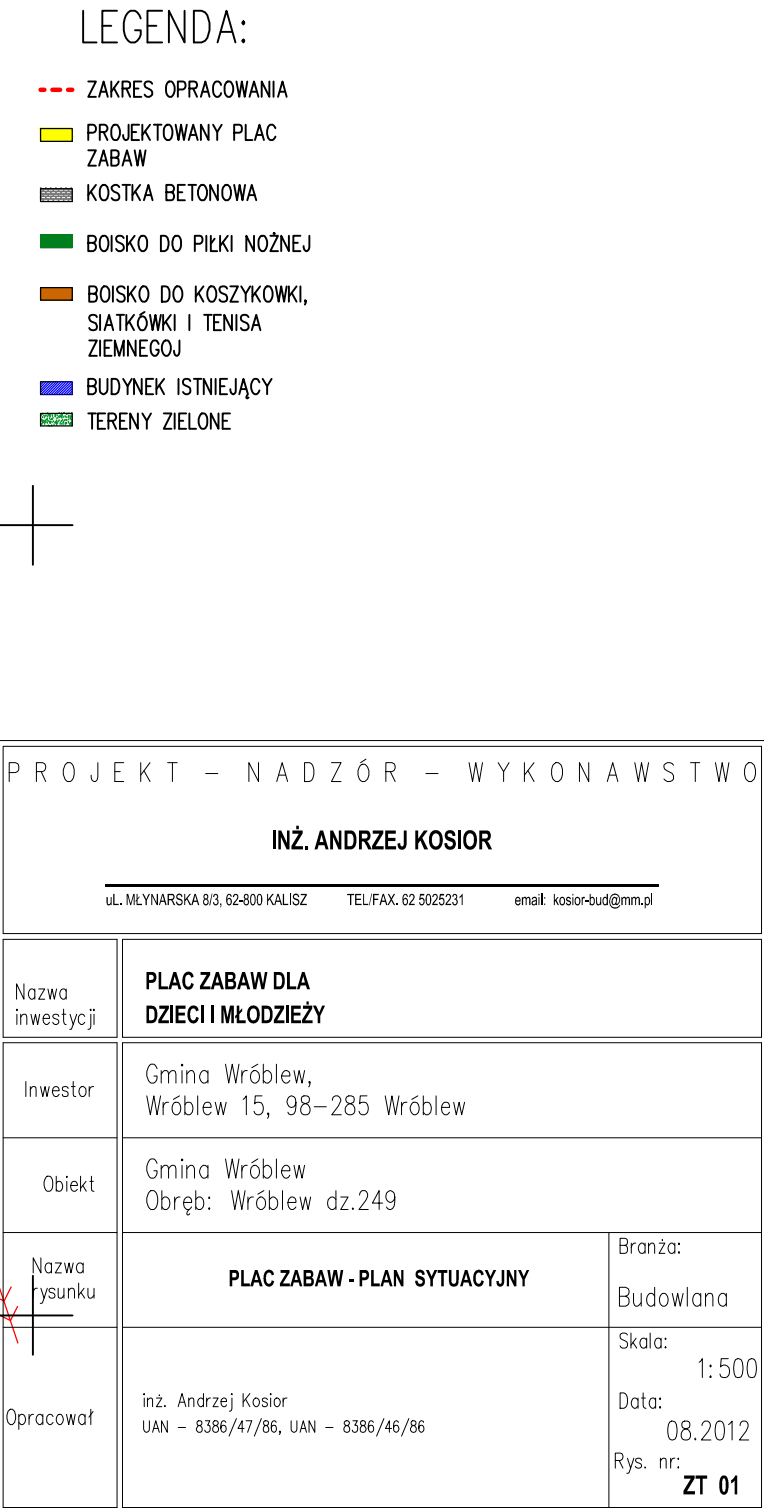 LEGENDA:
ZAKRES OPRACOWANIA
PROJEKTOWANY PLAC
ZABAW
KOSTKA BETONOWA
BOISKO DO PIŁKI NOŻNEJ
BOISKO DO KOSZYKOWKI,
SIATKÓWKI I TENISA
ZIEMNEGOJ
BUDYNEK ISTNIEJĄCY
TERENY ZIELONE
PROJEKT – NADZÓR – WYKONAWSTWO
INŻ. ANDRZEJ KOSIOR
uL. MŁYNARSKA 8/3, 62-800 KALISZ TEL/FAX. 62 5025231 email: kosior-bud@mm.pl
Nazwa
inwestycji
PLAC ZABAW DLA
DZIECI I MŁODZIEŻY
Inwestor
Gmina Wróblew,
Wróblew 15, 98–285 Wróblew
Obiekt
Gmina Wróblew
Obręb: Wróblew dz.249
Nazwa
rysunku
PLAC ZABAW - PLAN SYTUACYJNY
Branża:
Budowlana
Opracował
inż. Andrzej Kosior
UAN – 8386/47/86, UAN – 8386/46/86
Skala:
1:500
Data:
08.2012
Rys. nr:
ZT 01